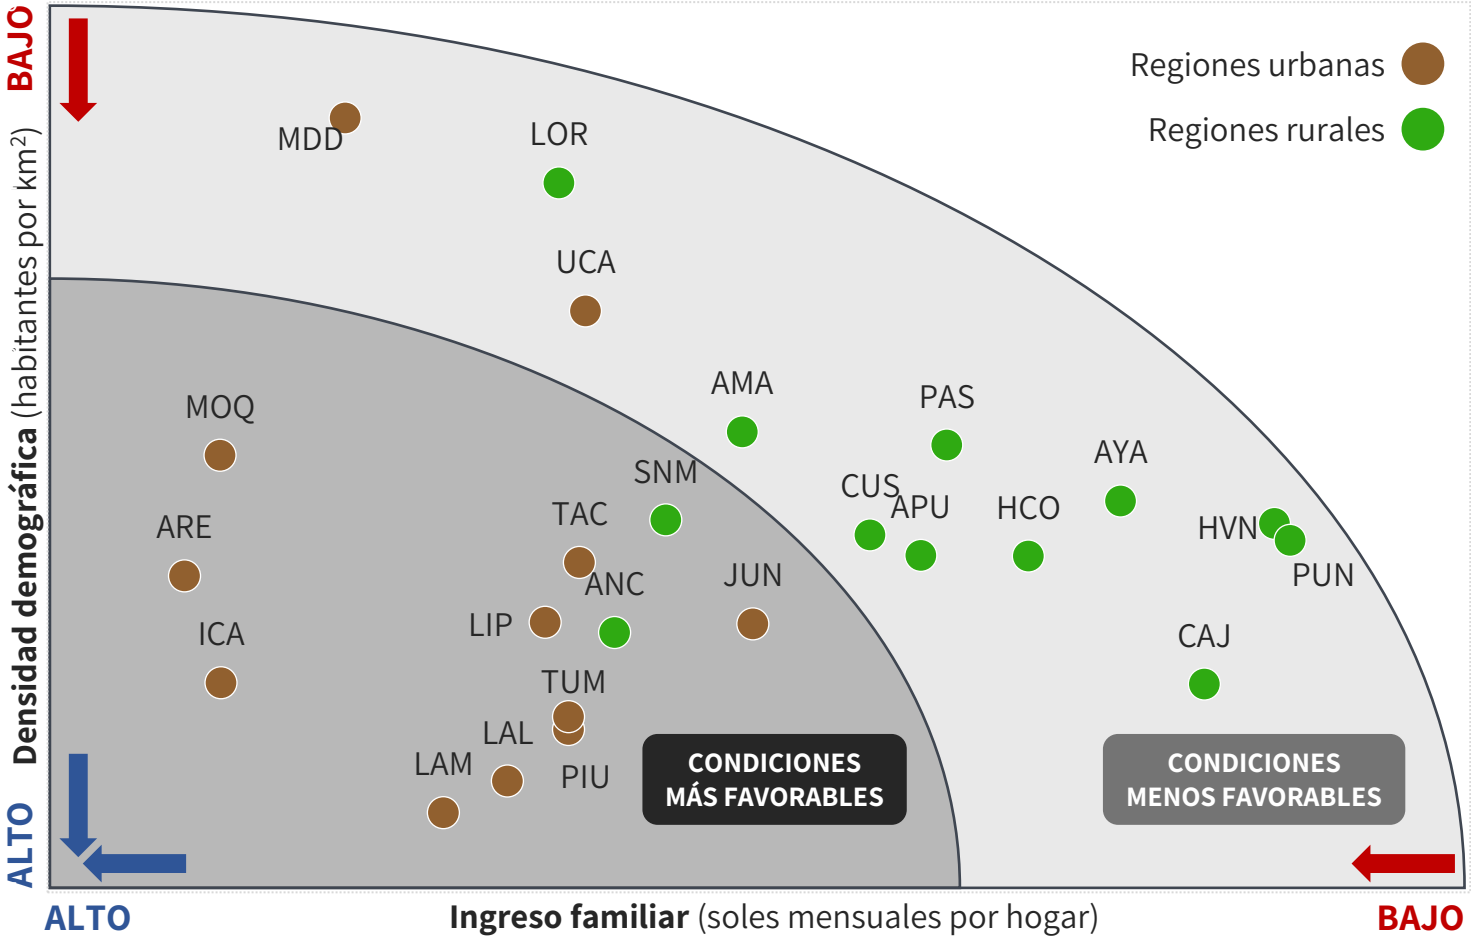 BAJO
Densidad demográfica (habitantes por km²)
ALTO
Regiones urbanas
Regiones rurales
MDD
LOR
UCA
AMA
PAS
MOQ
AYA
SNM
CUS
APU
HCO
TAC
ARE
HVN
PUN
ANC
JUN
LIP
ICA
CAJ
TUM
LAL
LAM
PIU
CONDICIONES
MÁS FAVORABLES
CONDICIONES
MENOS FAVORABLES
ALTO
Ingreso familiar (soles mensuales por hogar)
BAJO